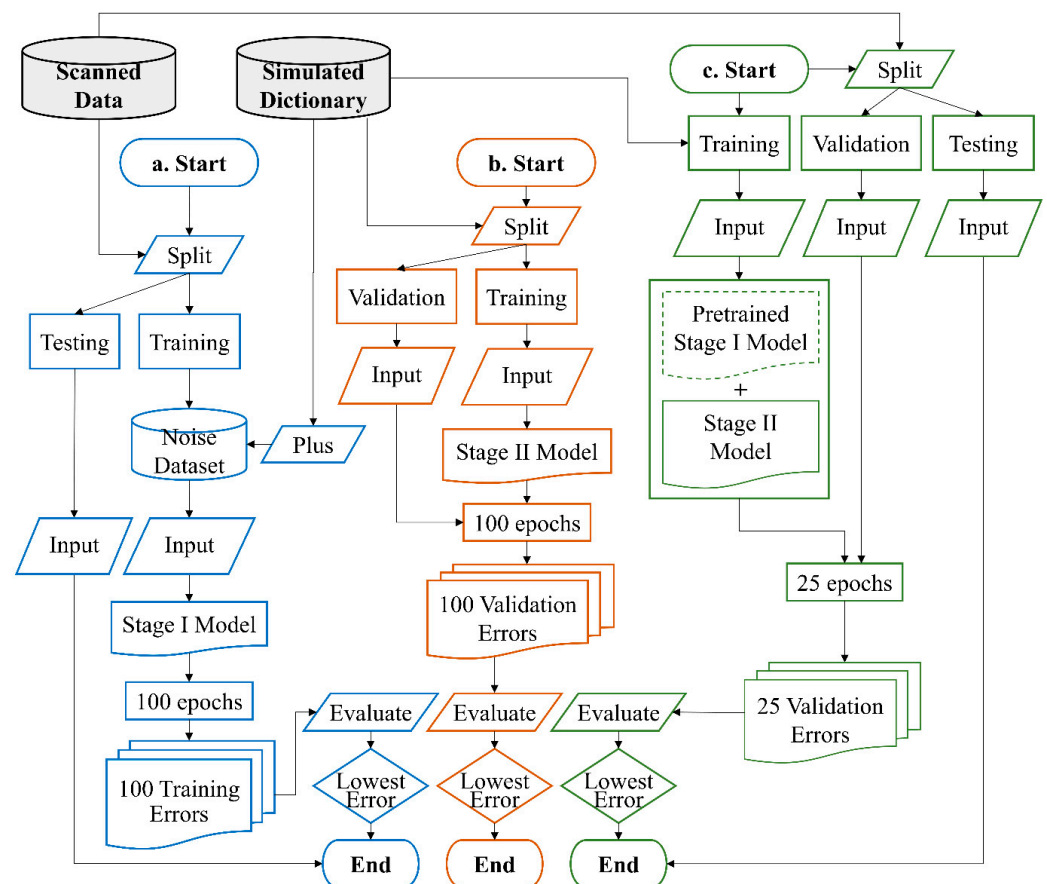 Scanned
Data
Simulated
Dictionary
c. Start
Split
Training
Validation
Testing
Input
Input
Input
Pretrained
Stage I Model
+
Stage II
Model
25 epochs
25 Validation
Errors
Evaluate
Lowest
Error
End
a. Start
Split
Testing
Training
Noise
Dataset
Plus
Input
Input
Stage I Model
100 epochs
100 Training
Errors
Evaluate
Lowest
Error
End
b. Start
Split
Validation
Training
Input
Input
Stage II Model
100 epochs
100 Validation
Errors
Evaluate
Lowest
Error
End